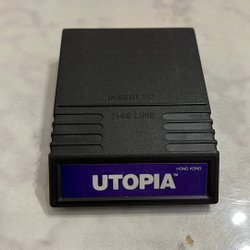 INSERT TO
THIS LINE
HONG KONG
UTOPIA™